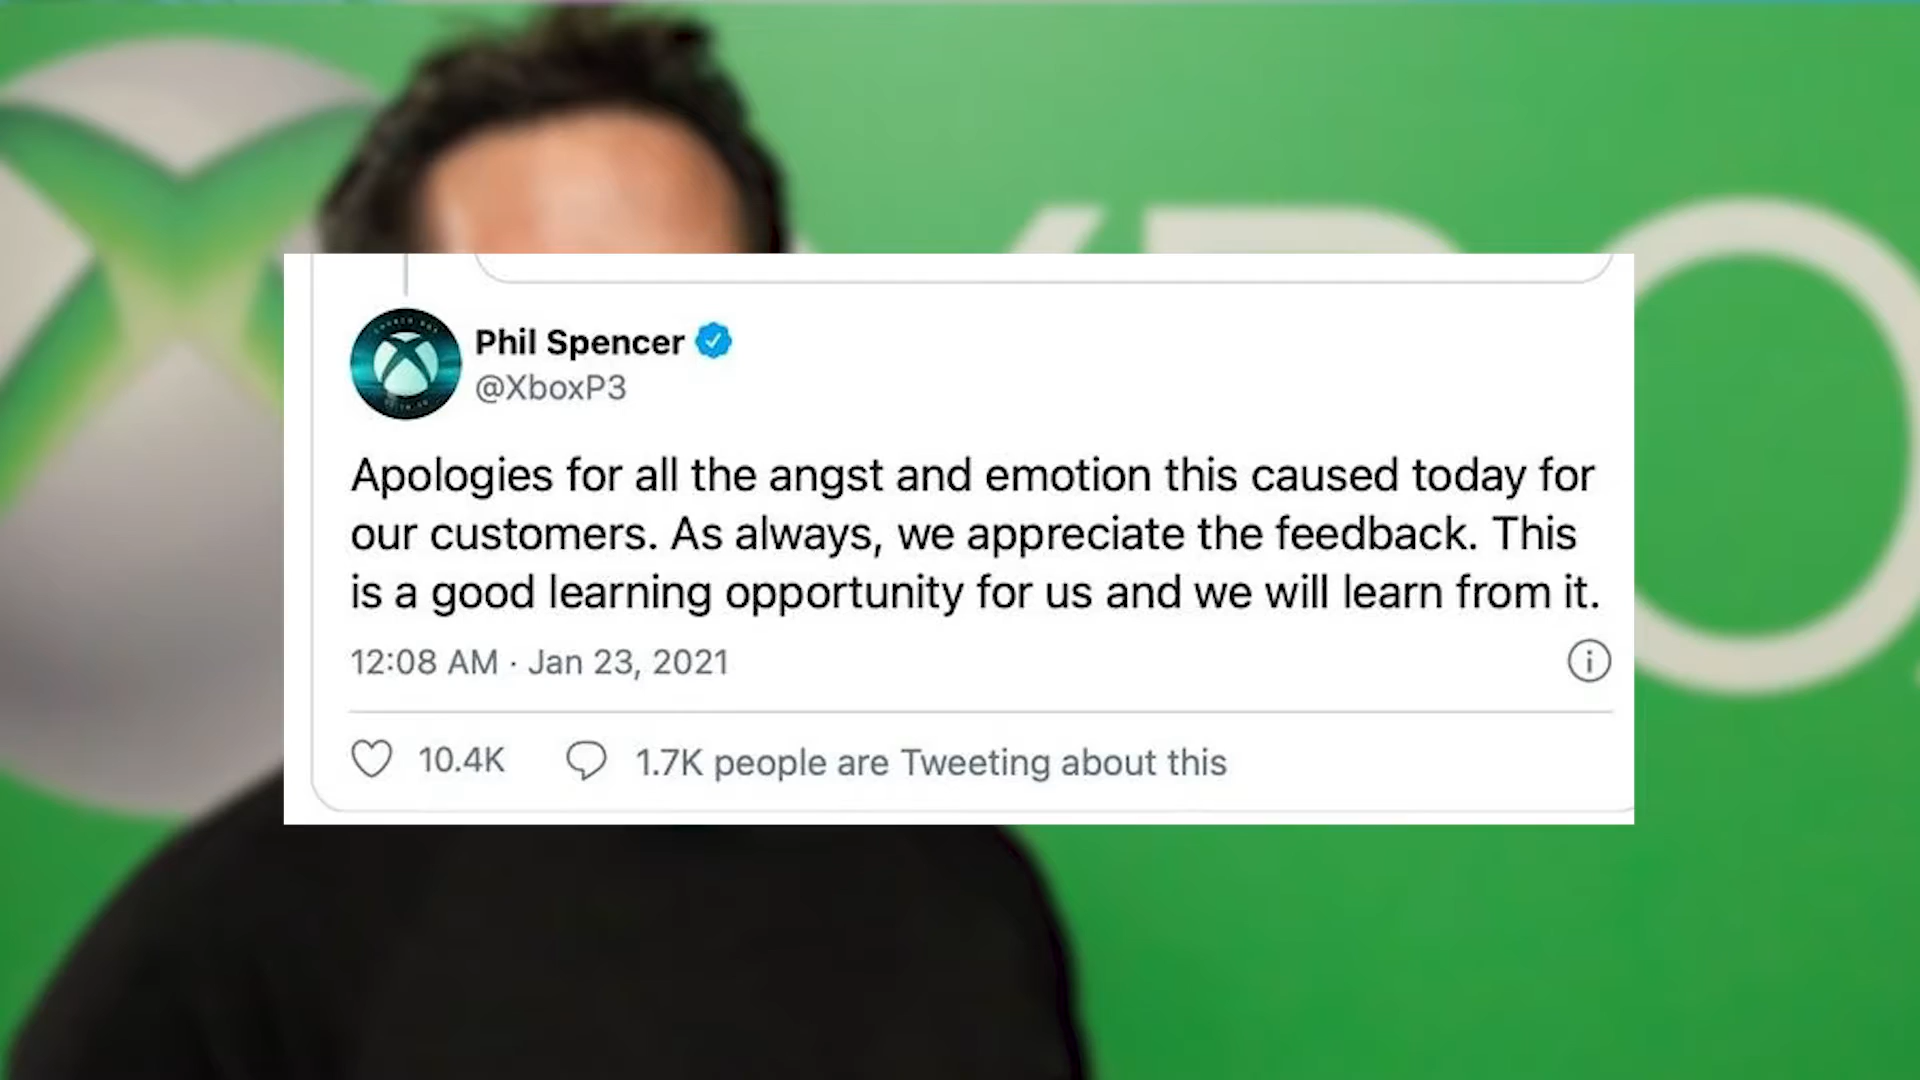 XBO
Phil Spencer
@XboxP3
Apologies for all the angst and emotion this caused today for
our customers. As always, we appreciate the feedback. This
is a good learning opportunity for us and we will learn from it.
12:08 AM · Jan 23, 2021
10.4K 1.7K people are Tweeting about this